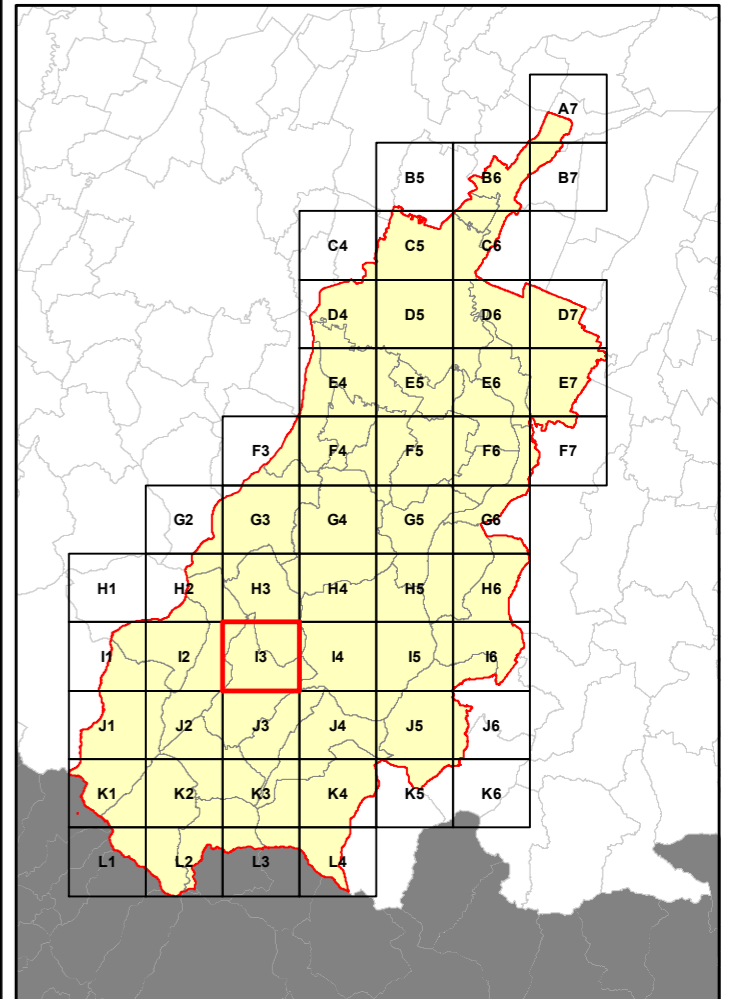 A7
B5 B6 B7
C4 C5 C6
D4 D5 D6 D7
E4 E5 E6 E7
F3 F4 F5 F6 F7
G2 G3 G4 G5 G6
H1 H2 H3 H4 H5 H6
I1 I2 I3 I4 I5 I6
J1 J2 J3 J4 J5 J6
K1 K2 K3 K4 K5 K6
L1 L2 L3 L4